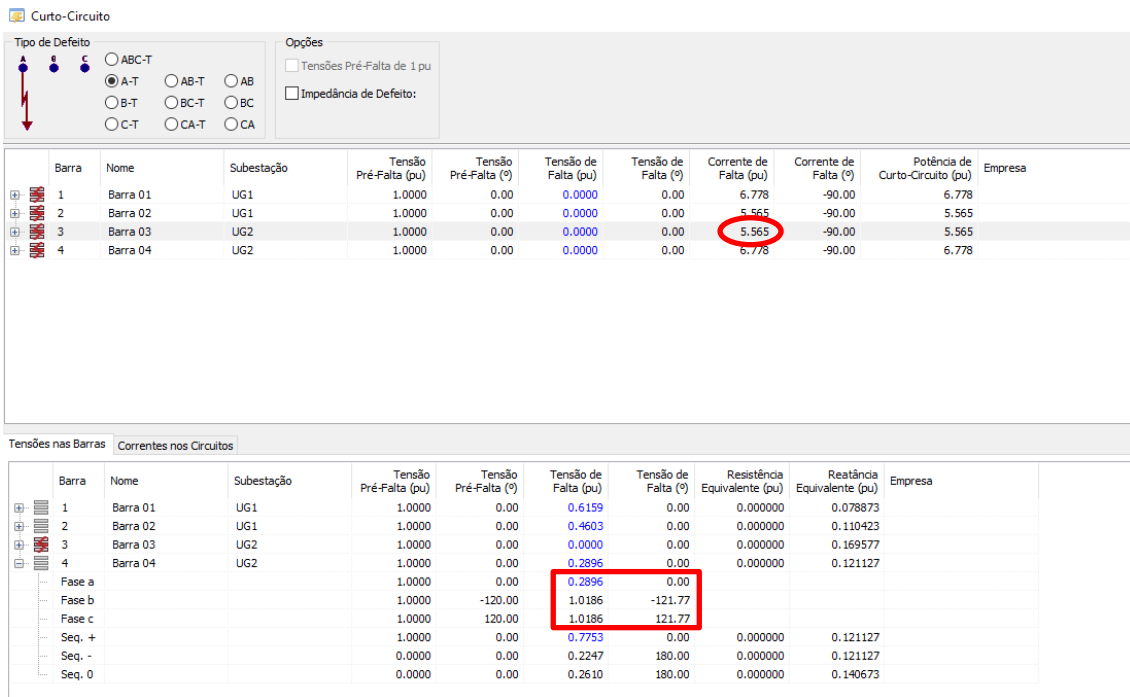 Curto-Circuito
Tipo de Defeito
A B C
ABC-T
A-T AB-T AB
B-T BC-T BC
C-T CA-T CA
Opções
Tensões Pré-Falta de 1 pu
Impedância de Defeito:
Barra Nome Subestação Tensão Pré-Falta (pu) Tensão Pré-Falta (º) Tensão de Falta (pu) Tensão de Falta (º) Corrente de Falta (pu) Corrente de Falta (º) Potência de Curto-Circuito (pu) Empresa
1 Barra 01 UG1 1.0000 0.00 0.0000 0.00 6.778 -90.00 6.778
2 Barra 02 UG1 1.0000 0.00 0.0000 0.00 5.565 -90.00 5.565
3 Barra 03 UG2 1.0000 0.00 0.0000 0.00 5.565 -90.00 5.565
4 Barra 04 UG2 1.0000 0.00 0.0000 0.00 6.778 -90.00 6.778
Tensões nas Barras Correntes nos Circuitos
Barra Nome Subestação Tensão Pré-Falta (pu) Tensão Pré-Falta (º) Tensão de Falta (pu) Tensão de Falta (º) Resistência Equivalente (pu) Reatância Equivalente (pu) Empresa
1 Barra 01 UG1 1.0000 0.00 0.6159 0.00 0.000000 0.078873
2 Barra 02 UG1 1.0000 0.00 0.4603 0.00 0.000000 0.110423
3 Barra 03 UG2 1.0000 0.00 0.0000 0.00 0.000000 0.169577
4 Barra 04 UG2 1.0000 0.00 0.2896 0.00 0.000000 0.121127
Fase a 1.0000 0.00 0.2896 0.00
Fase b 1.0000 -120.00 1.0186 -121.77
Fase c 1.0000 120.00 1.0186 121.77
Seq. + 1.0000 0.00 0.7753 0.00 0.000000 0.121127
Seq. - 0.0000 0.00 0.2247 180.00 0.000000 0.121127
Seq. 0 0.0000 0.00 0.2610 180.00 0.000000 0.140673